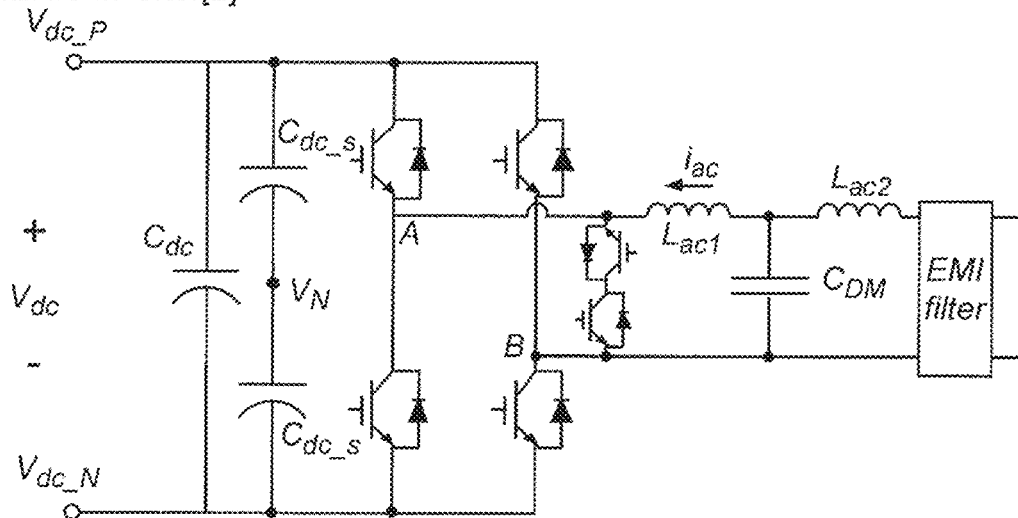 V_dc_P
C_dc_s
i_ac
L_ac2
+
A
L_ac1
C_dc
V_N
C_DM
EMI
filter
V_dc
B
-
C_dc_s
V_dc_N